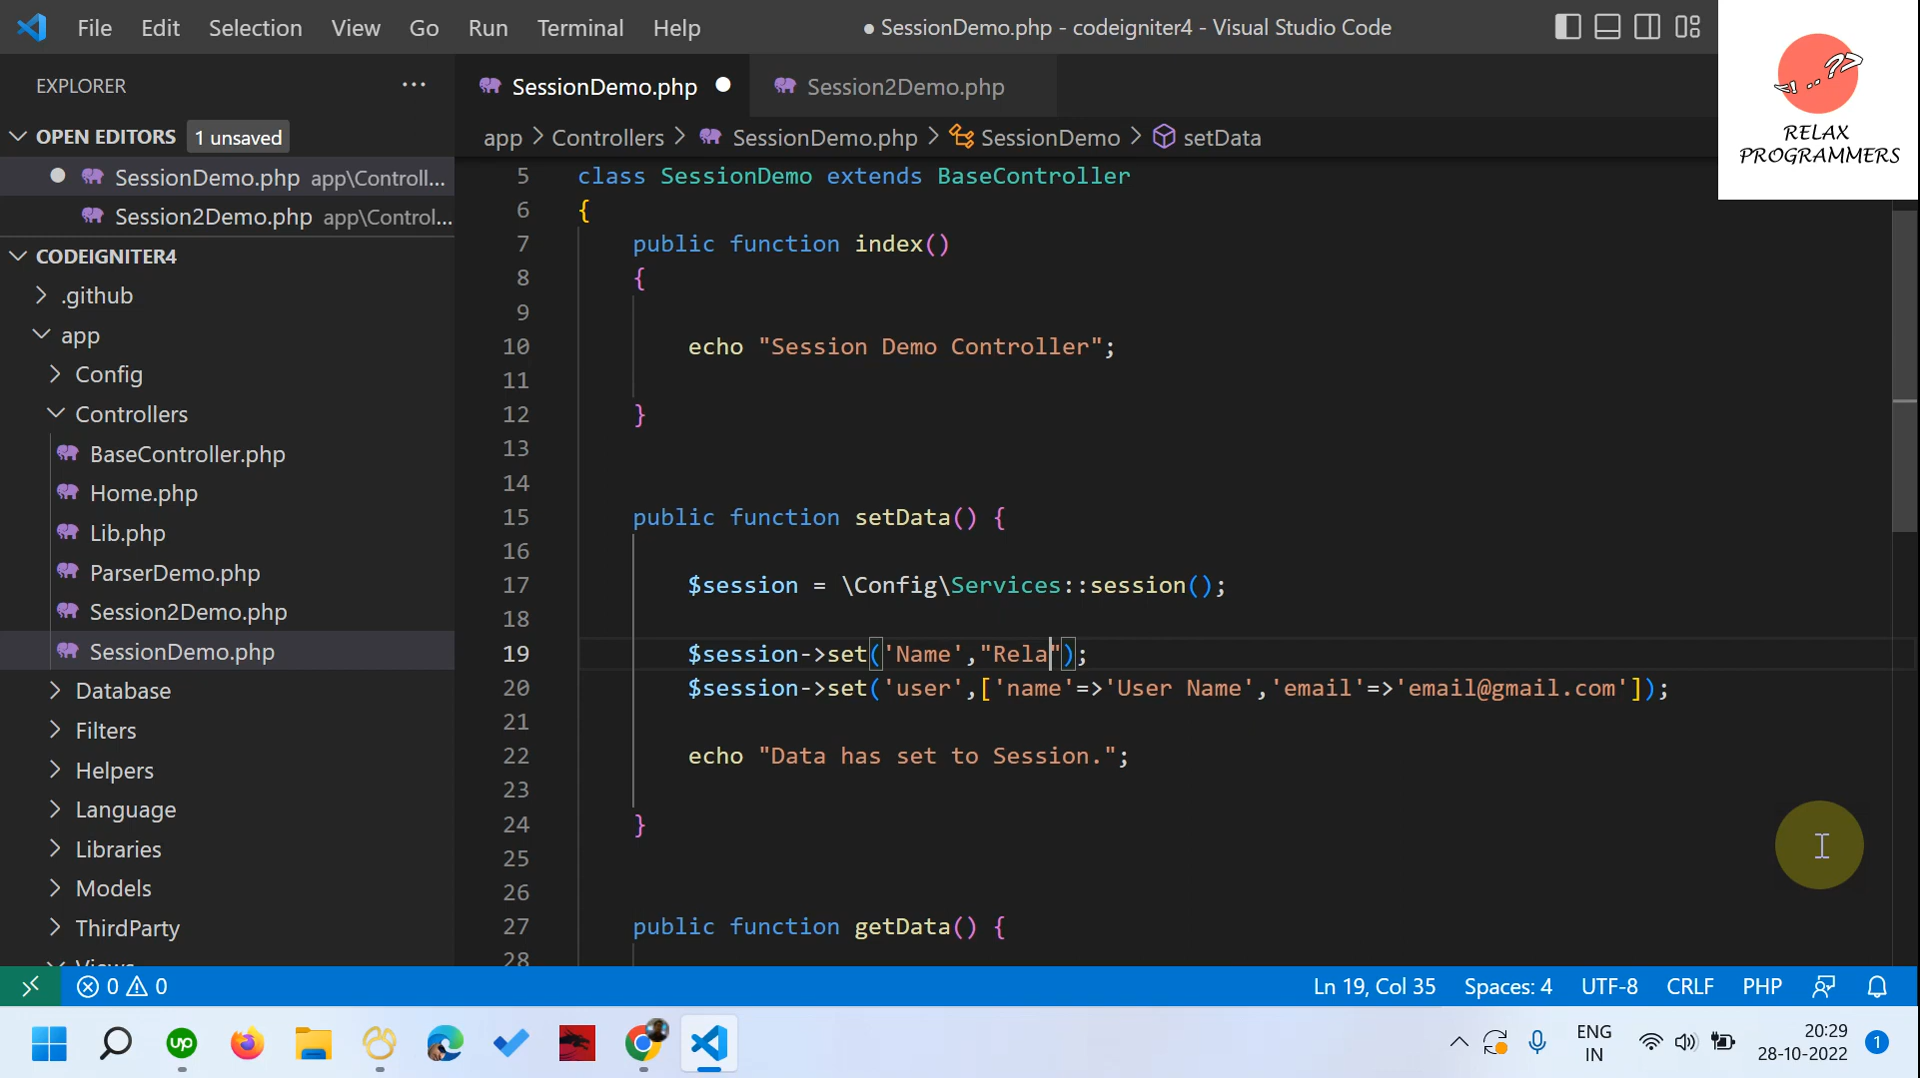 File Edit Selection View Go Run Terminal Help
● SessionDemo.php - codeigniter4 - Visual Studio Code
<!..?>
RELAX
PROGRAMMERS
EXPLORER ...
OPEN EDITORS 1 unsaved
SessionDemo.php app\Controll...
Session2Demo.php app\Control...
CODEIGNITER4
.github
app
Config
Controllers
BaseController.php
Home.php
Lib.php
ParserDemo.php
Session2Demo.php
SessionDemo.php
Database
Filters
Helpers
Language
Libraries
Models
ThirdParty
Views
SessionDemo.php ● Session2Demo.php
app > Controllers > SessionDemo.php > SessionDemo > setData
5 class SessionDemo extends BaseController
6 {
7 public function index()
8 {
9
10 echo "Session Demo Controller";
11
12 }
13
14
15 public function setData() {
16
17 $session = \Config\Services::session();
18
19 $session->set('Name',"Rela");
20 $session->set('user',['name'=>'User Name','email'=>'email@gmail.com']);
21
22 echo "Data has set to Session.";
23
24 }
25
26
27 public function getData() {
28
0 0 Ln 19, Col 35 Spaces: 4 UTF-8 CRLF PHP
up ENG 20:29 1
IN 28-10-2022